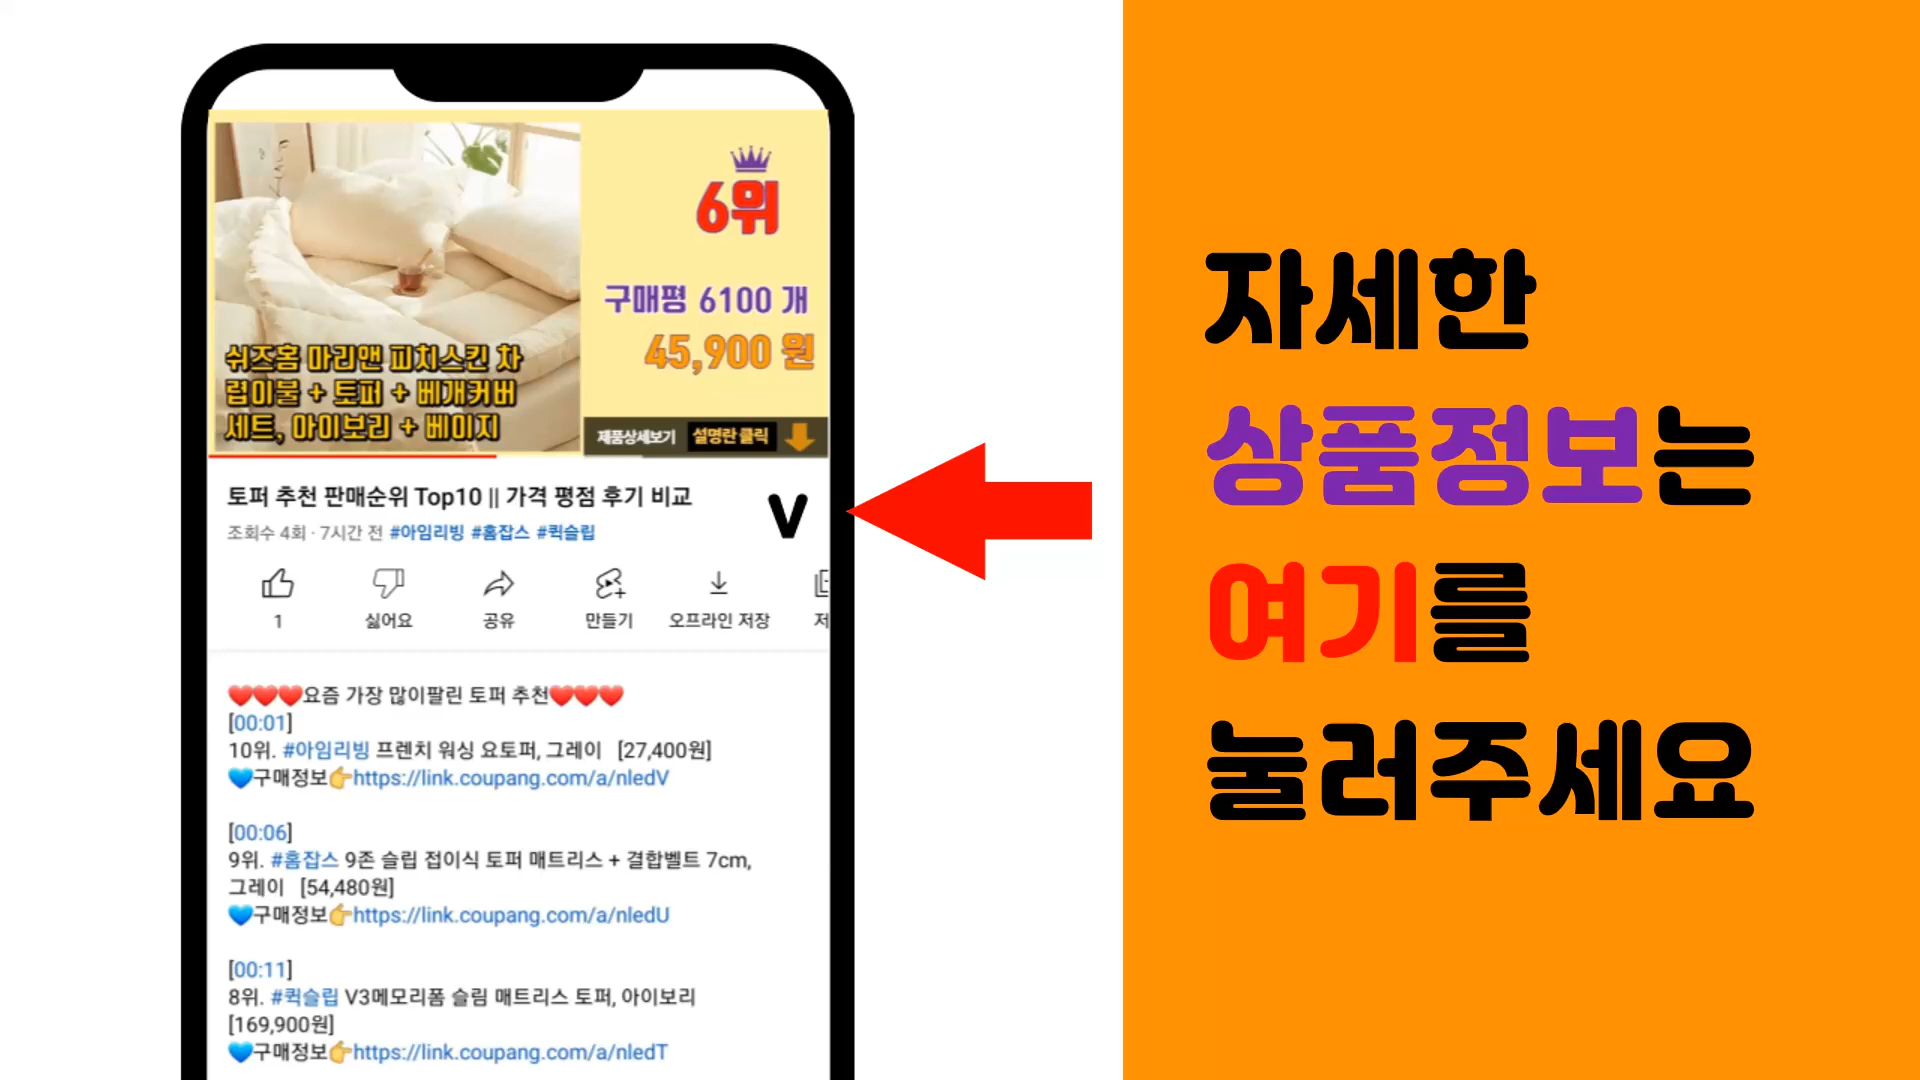 6위
구매평 6100 개
45,900 원
쉬즈홈 마리앤 피치스킨 차
렵이불 + 토퍼 + 베개커버
세트, 아이보리 + 베이지
제품상세보기 설명란 클릭
토퍼 추천 판매순위 Top10 || 가격 평점 후기 비교
V
조회수 4회 · 7시간 전 #아임리빙 #홈잡스 #퀵슬립
1 싫어요 공유 만들기 오프라인 저장 저
❤️❤️❤️요즘 가장 많이팔린 토퍼 추천❤️❤️❤️
[00:01]
10위. #아임리빙 프렌치 워싱 요토퍼, 그레이 [27,400원]
💙구매정보👉https://link.coupang.com/a/nledV
[00:06]
9위. #홈잡스 9존 슬립 접이식 토퍼 매트리스 + 결합벨트 7cm,
그레이 [54,480원]
💙구매정보👉https://link.coupang.com/a/nledU
[00:11]
8위. #퀵슬립 V3메모리폼 슬림 매트리스 토퍼, 아이보리
[169,900원]
💙구매정보👉https://link.coupang.com/a/nledT
자세한
상품정보는
여기를
눌러주세요